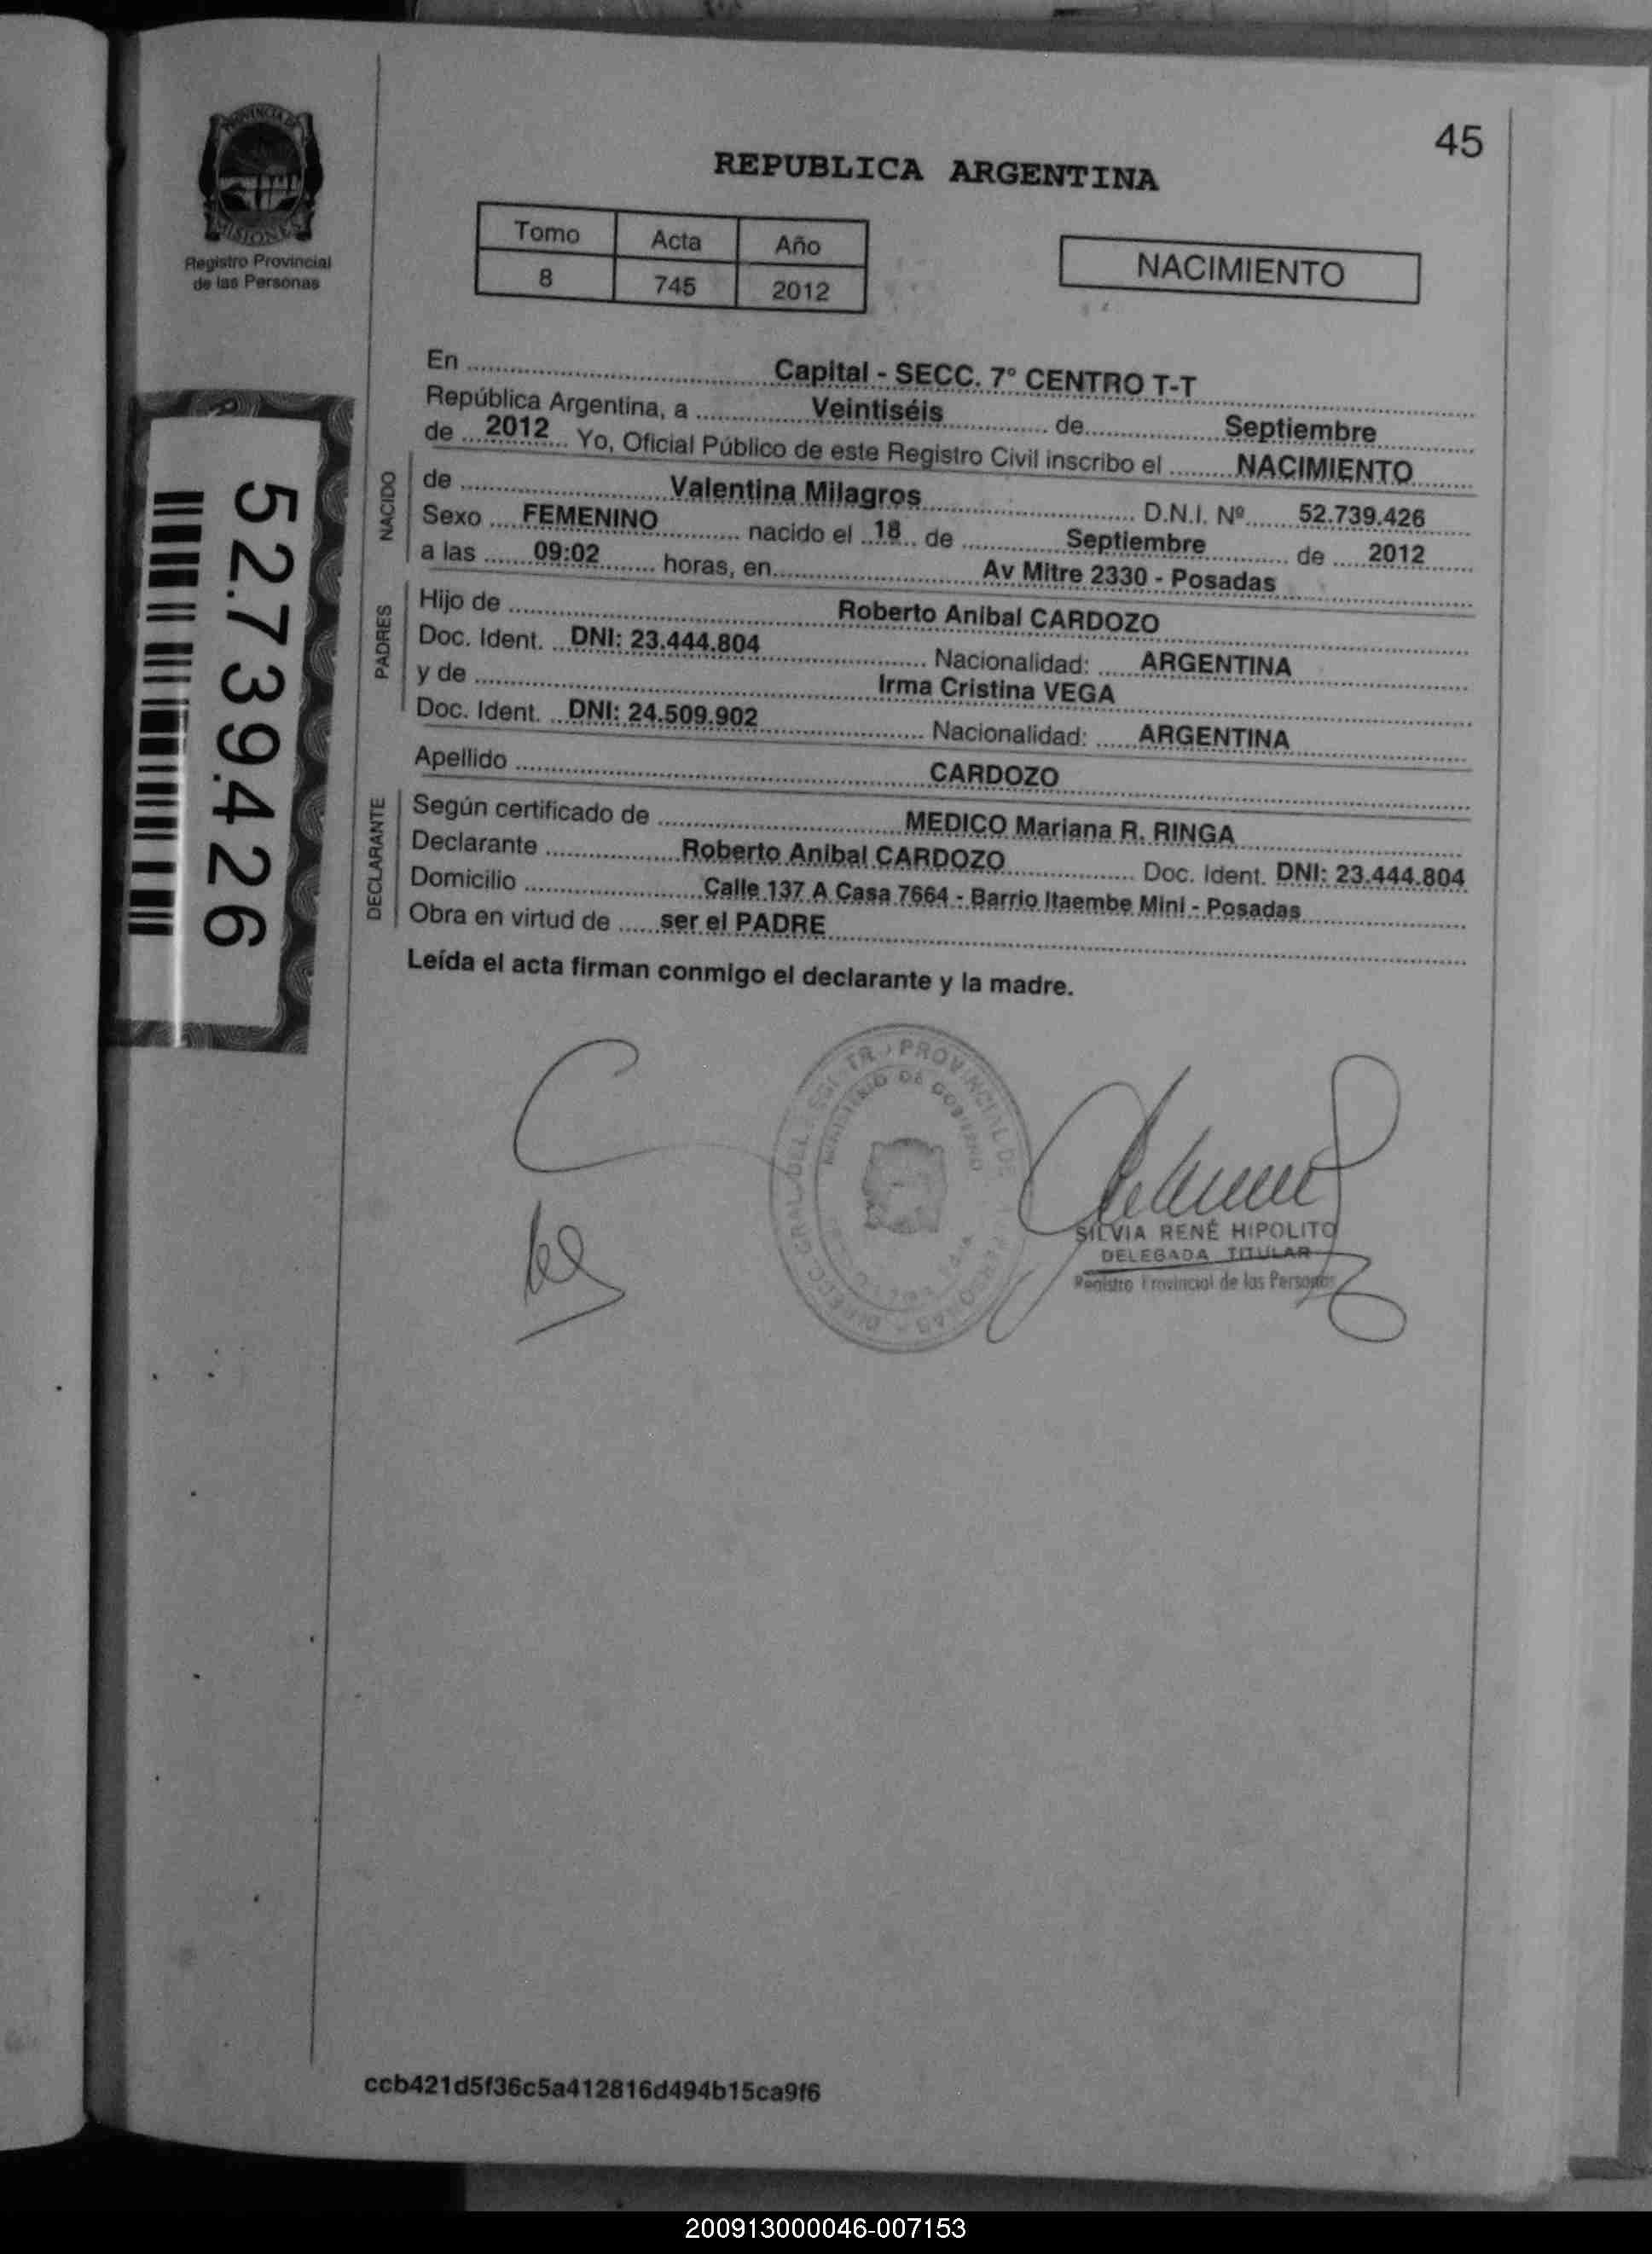 45
PROVINCIA DE
MISIONES
Registro Provincial
de las Personas
REPUBLICA ARGENTINA
Tomo Acta Año
8 745 2012
NACIMIENTO
En Capital - SECC. 7° CENTRO T-T
República Argentina, a Veintiséis de Septiembre
de 2012 Yo, Oficial Público de este Registro Civil inscribo el NACIMIENTO
NACIDO
de Valentina Milagros D.N.I. Nº 52.739.426
Sexo FEMENINO nacido el 18 de Septiembre de 2012
a las 09:02 horas, en Av Mitre 2330 - Posadas
PADRES
Hijo de Roberto Anibal CARDOZO
Doc. Ident. DNI: 23.444.804 Nacionalidad: ARGENTINA
y de Irma Cristina VEGA
Doc. Ident. DNI: 24.509.902 Nacionalidad: ARGENTINA
Apellido CARDOZO
DECLARANTE
Según certificado de MEDICO Mariana R. RINGA
Declarante Roberto Anibal CARDOZO Doc. Ident. DNI: 23.444.804
Domicilio Calle 137 A Casa 7664 - Barrio Itaembe Mini - Posadas
Obra en virtud de ser el PADRE
Leída el acta firman conmigo el declarante y la madre.
52.739.426
PROVINCIAL DE
MINISTERIO DE GOBIERNO
SILVIA RENÉ HIPOLITO
DELEGADA TITULAR
Registro Provincial de las Personas
ccb421d5f36c5a412816d494b15ca9f6
200913000046-007153